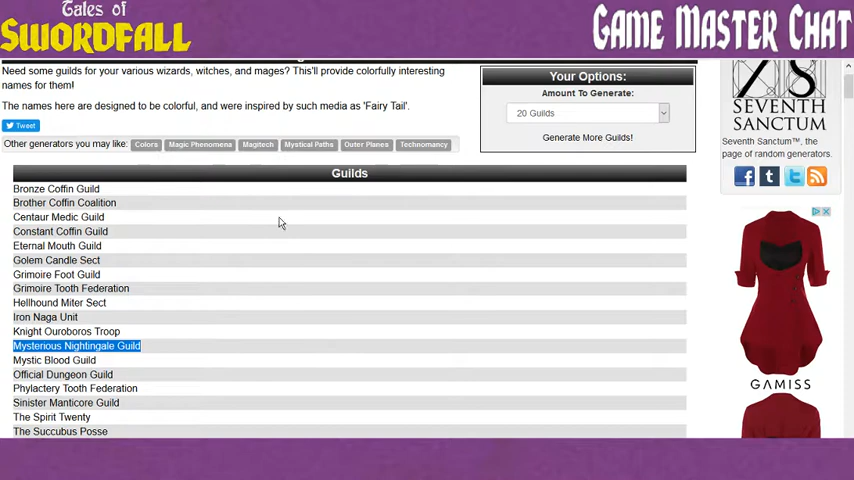 Tales of
SWORDFALL
GAME MASTER CHAT
Need some guilds for your various wizards, witches, and mages? This'll provide colorfully interesting
names for them!
The names here are designed to be colorful, and were inspired by such media as 'Fairy Tail'.
Tweet
Other generators you may like: Colors Magic Phenomena Magitech Mystical Paths Outer Planes Technomancy
Your Options:
Amount To Generate:
20 Guilds
Generate More Guilds!
SEVENTH
SANCTUM
Seventh Sanctum™, the
page of random generators.
Guilds
Bronze Coffin Guild
Brother Coffin Coalition
Centaur Medic Guild
Constant Coffin Guild
Eternal Mouth Guild
Golem Candle Sect
Grimoire Foot Guild
Grimoire Tooth Federation
Hellhound Miter Sect
Iron Naga Unit
Knight Ouroboros Troop
Mysterious Nightingale Guild
Mystic Blood Guild
Official Dungeon Guild
Phylactery Tooth Federation
Sinister Manticore Guild
The Spirit Twenty
The Succubus Posse
GAMISS